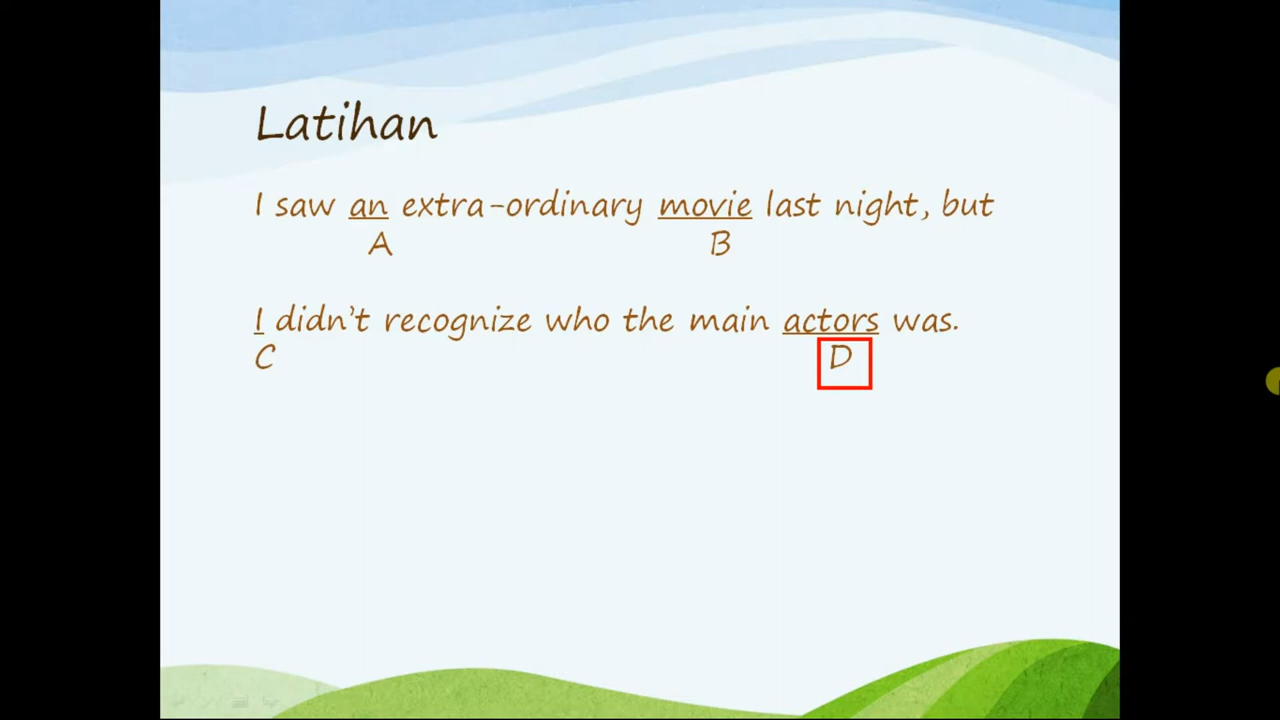 Latihan
I saw an extra-ordinary movie last night, but
A B
I didn't recognize who the main actors was.
C D